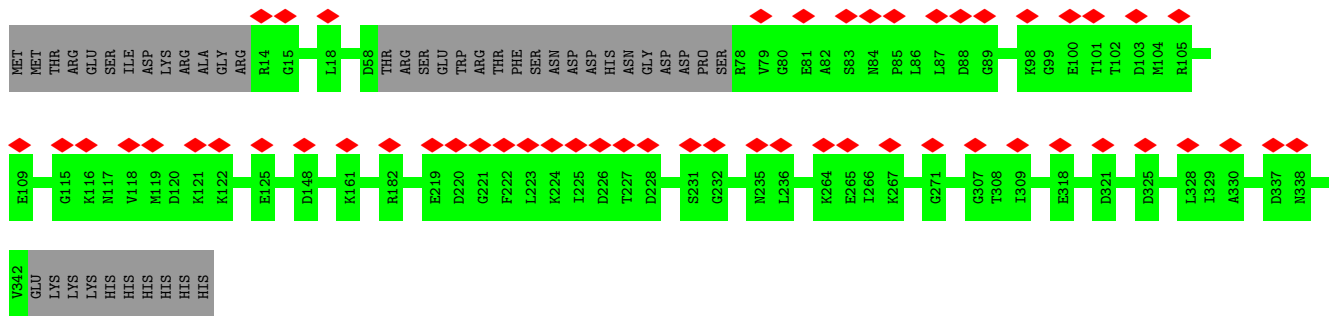 MET MET THR ARG GLU SER ILE ASP LYS ARG ALA GLY ARG R14 G15 L18 D58 THR ARG SER GLU TRP ARG THR PHE SER ASN ASP ASP HIS ASN GLY ASP ASP PRO SER R78 V79 G80 E81 A82 S83 N84 P85 L86 L87 D88 G89 K98 G99 E100 T101 T102 D103 M104 R105
E109 G115 K116 N117 V118 M119 D120 K121 K122 E125 D148 K161 R182 E219 D220 G221 F222 L223 K224 I225 D226 T227 D228 S231 G232 N235 L236 K264 E265 I266 K267 G271 G307 T308 I309 E318 D321 D325 L328 I329 A330 D337 N338
V342 GLU LYS LYS LYS HIS HIS HIS HIS HIS HIS